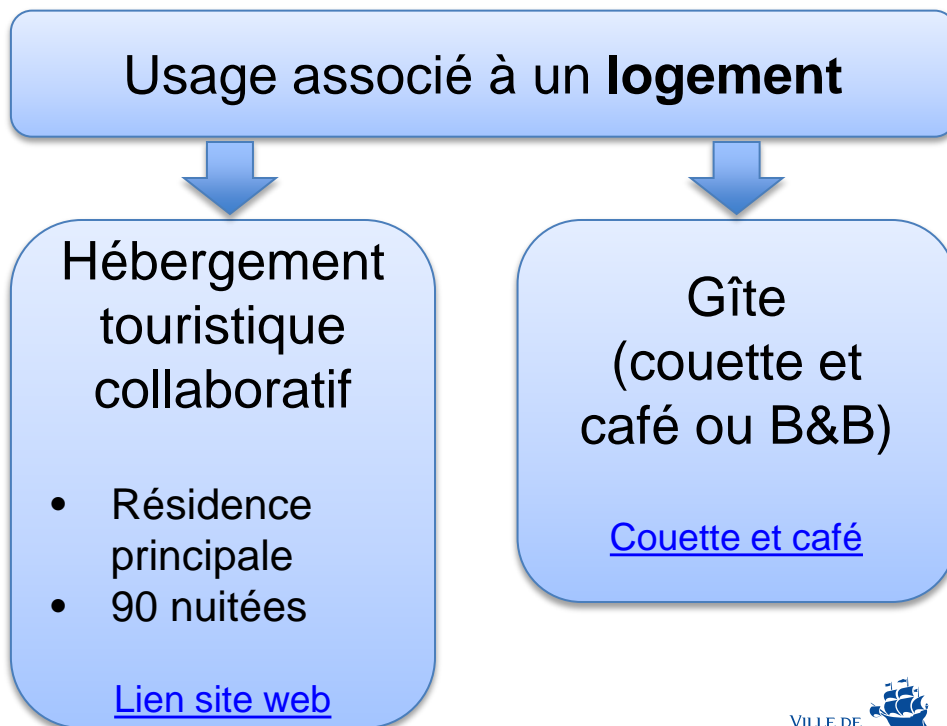 Usage associé à un logement
Hébergement
touristique
collaboratif
• Résidence
principale
• 90 nuitées
Lien site web
Gîte
(couette et
café ou B&B)
Couette et café
VILLE DE